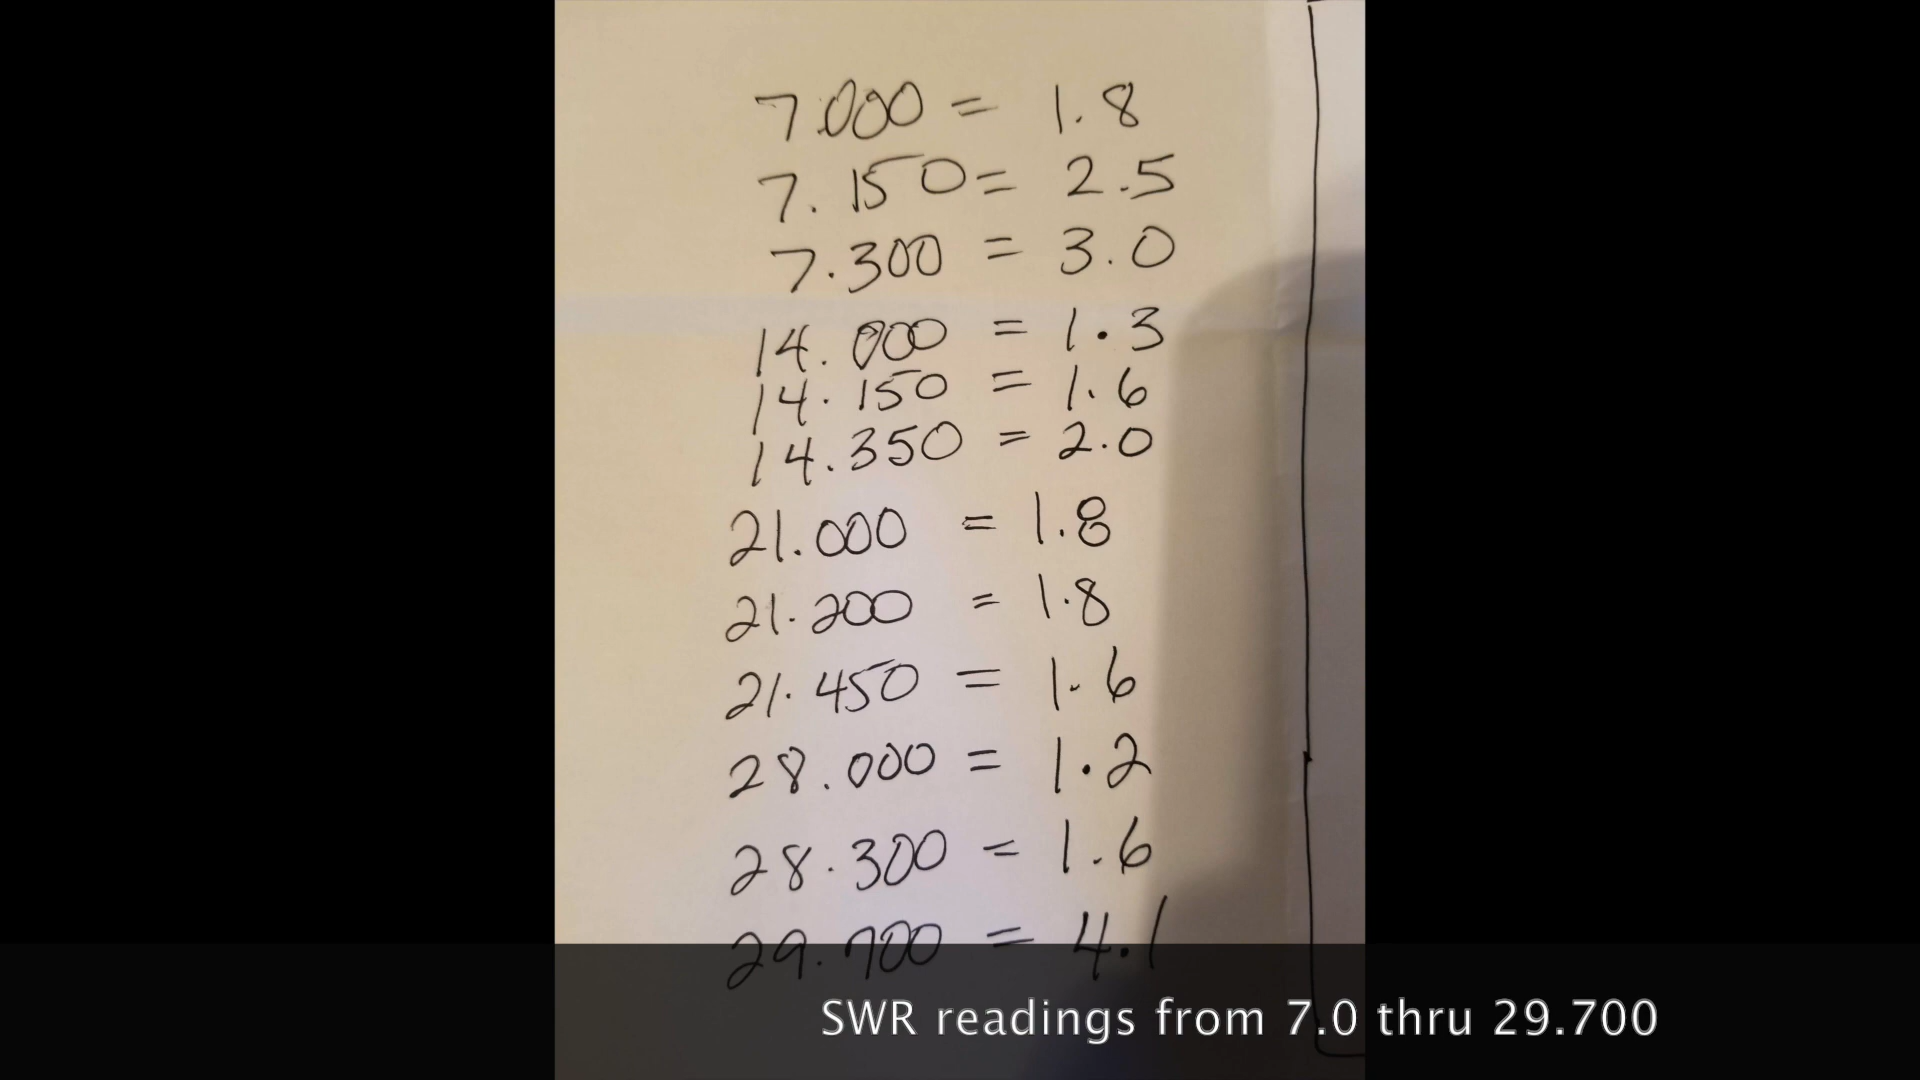 7.000 = 1.8
7.150 = 2.5
7.300 = 3.0
14.000 = 1.3
14.150 = 1.6
14.350 = 2.0
21.000 = 1.8
21.200 = 1.8
21.450 = 1.6
28.000 = 1.2
28.300 = 1.6
29.700 = 4.1
SWR readings from 7.0 thru 29.700